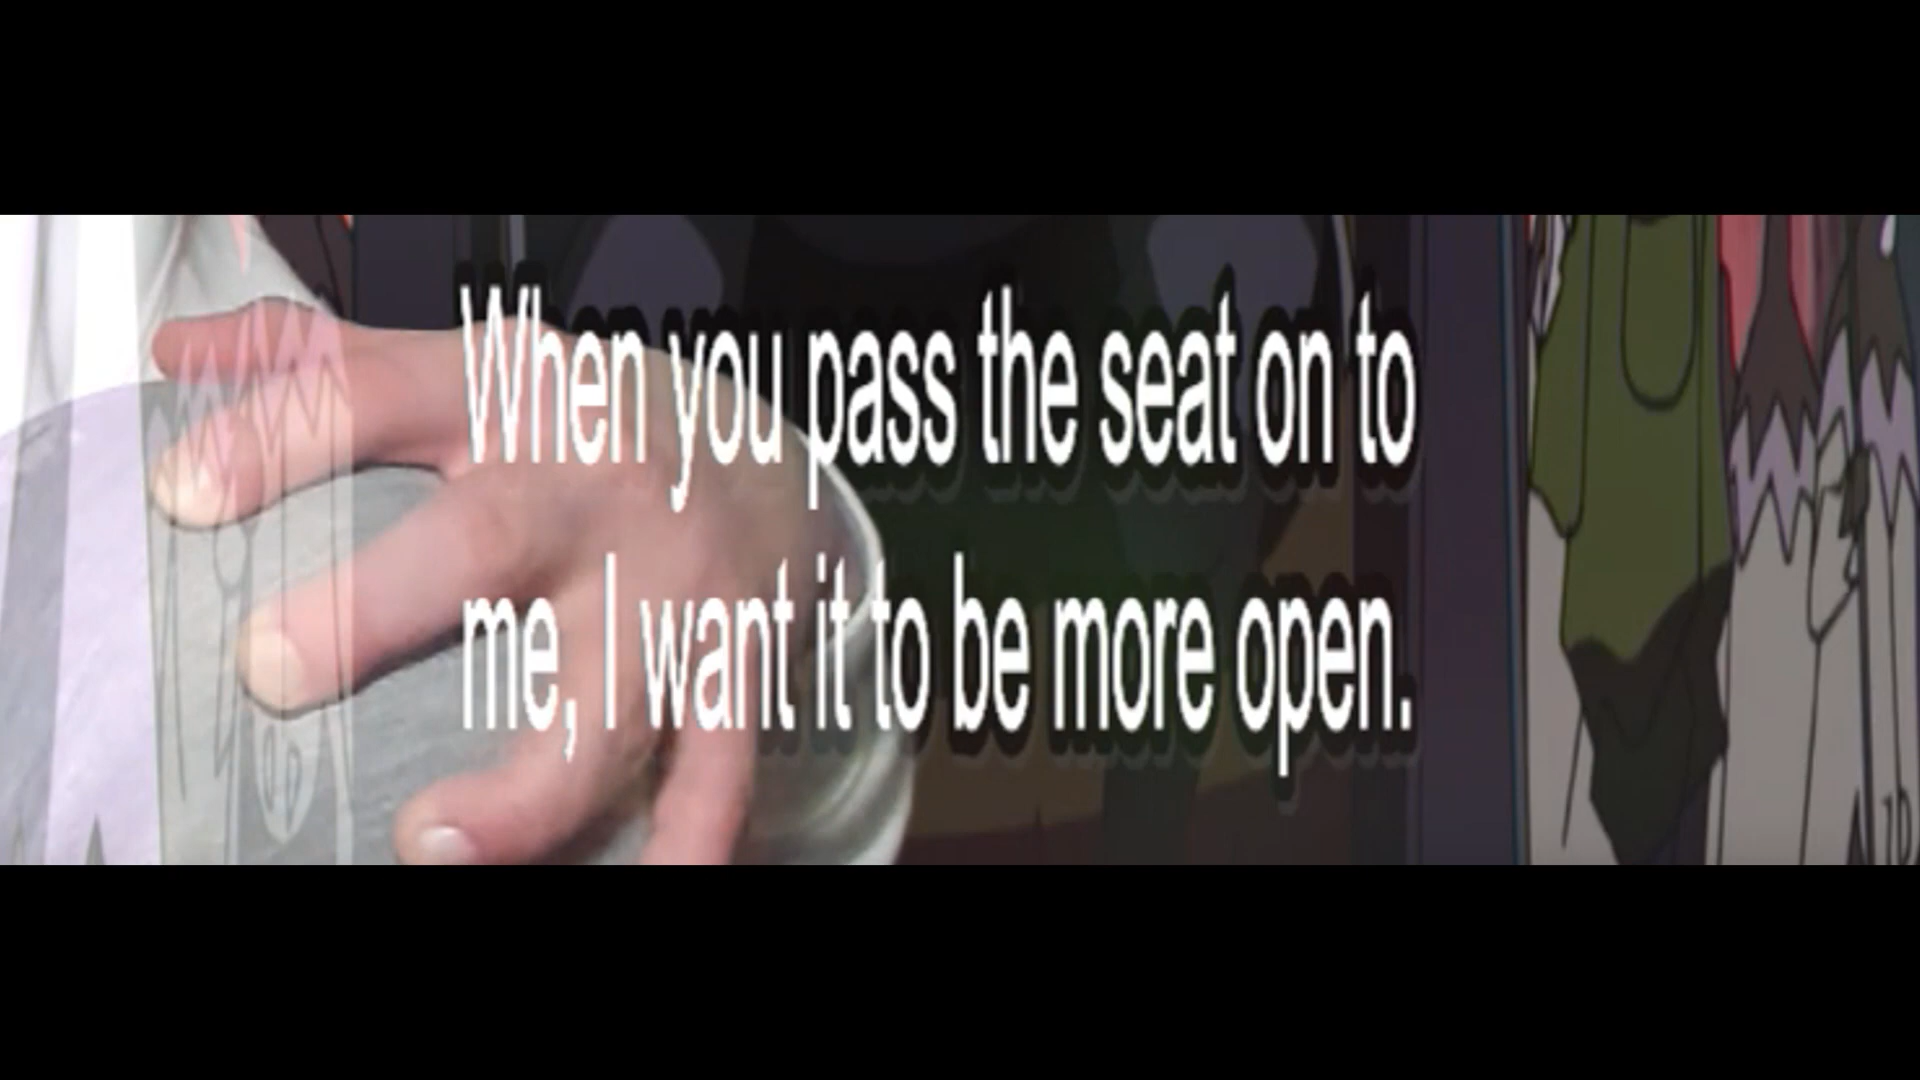 When you pass the seat on to
me, I want it to be more open.